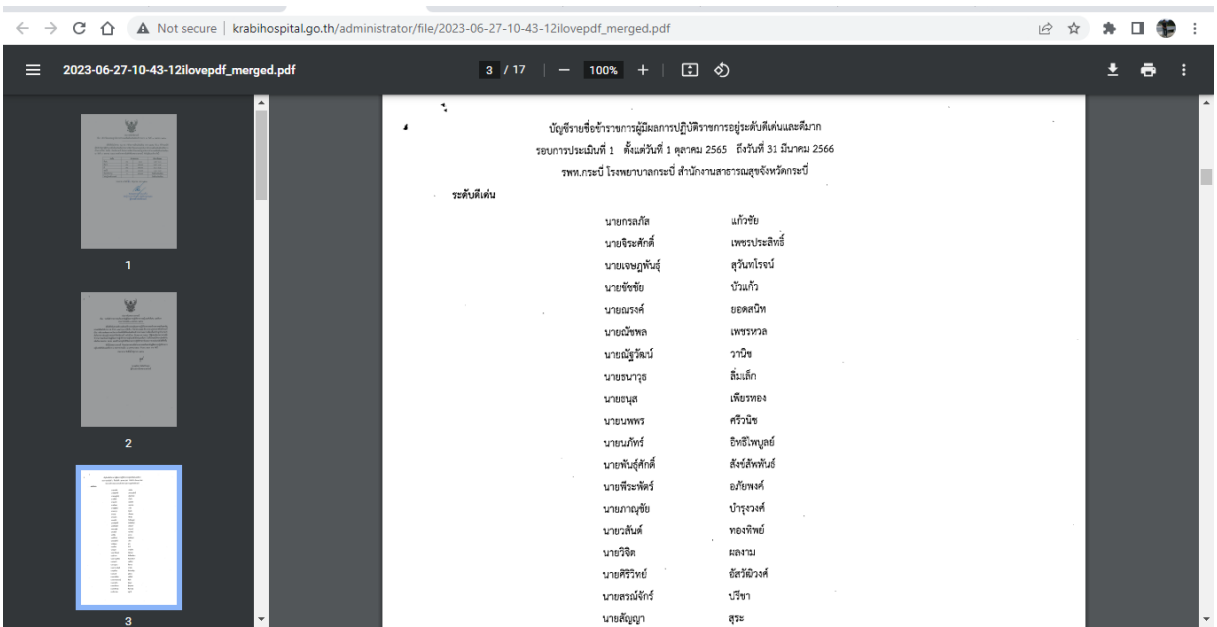 Not secure | krabihospital.go.th/administrator/file/2023-06-27-10-43-12ilovepdf_merged.pdf
2023-06-27-10-43-12ilovepdf_merged.pdf
3 / 17
100%
1
2
3
บัญชีรายชื่อข้าราชการผู้มีผลการปฏิบัติราชการอยู่ระดับดีเด่นและดีมาก
รอบการประเมินที่ 1 ตั้งแต่วันที่ 1 ตุลาคม 2565 ถึงวันที่ 31 มีนาคม 2566
รพท.กระบี่ โรงพยาบาลกระบี่ สำนักงานสาธารณสุขจังหวัดกระบี่
ระดับดีเด่น
นายกรลภัส แก้วชัย
นายจิระศักดิ์ เพชรประสิทธิ์
นายเจษฎพันธุ์ สุวันทโรจน์
นายชัชชัย บัวแก้ว
นายณรงค์ ยอดสนิท
นายณัชพล เพชรหวล
นายณัฐวัฒน์ วานิช
นายธนาวุธ ลิ่มเล็ก
นายธนุส เพียรทอง
นายนพพร ศรีวนิช
นายนภัทร์ อิทธิไพบูลย์
นายพันธุ์ศักดิ์ สังข์สัพพันธ์
นายพีระพัตร์ อภัยพงค์
นายภาณุชัย บำรุงวงศ์
นายวสันต์ ทองทิพย์
นายวิจิต ผลงาม
นายศิริวิทย์ อัสวัฒิวงศ์
นายสรณ์จักร์ ปรีชา
นายสัญญา สุระ